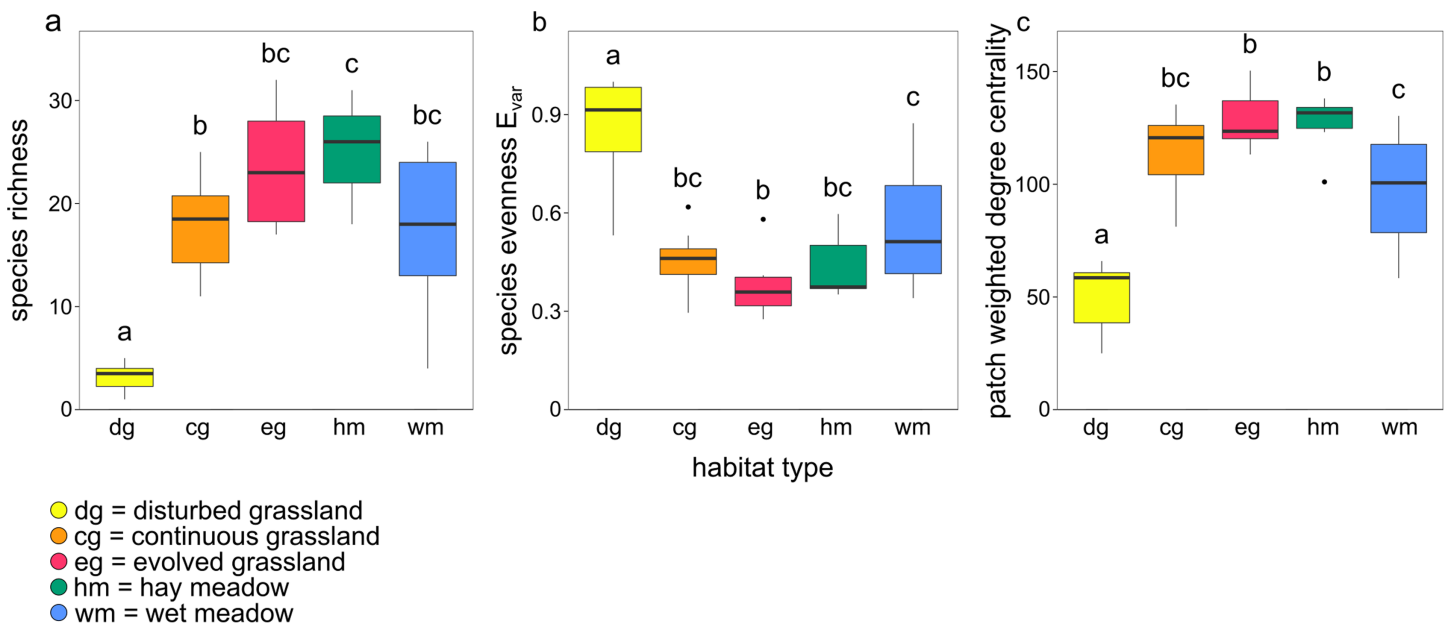 a
species richness
30
20
10
0
a
b
bc
c
bc
dg cg eg hm wm
b
species evenness Evar
0.9
0.6
0.3
0
a
bc
b
bc
c
dg cg eg hm wm
habitat type
c
patch weighted degree centrality
150
100
50
0
a
bc
b
b
c
dg cg eg hm wm
dg = disturbed grassland
cg = continuous grassland
eg = evolved grassland
hm = hay meadow
wm = wet meadow